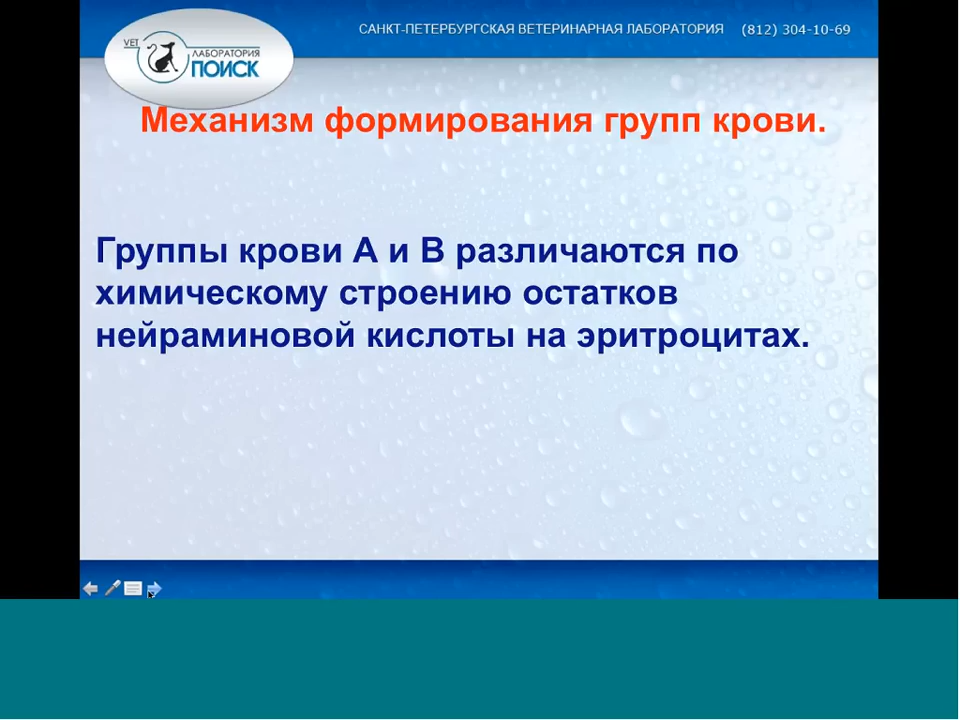 САНКТ-ПЕТЕРБУРГСКАЯ ВЕТЕРИНАРНАЯ ЛАБОРАТОРИЯ (812) 304-10-69
VET ЛАБОРАТОРИЯ
ПОИСК
Механизм формирования групп крови.
Группы крови А и В различаются по
химическому строению остатков
нейраминовой кислоты на эритроцитах.